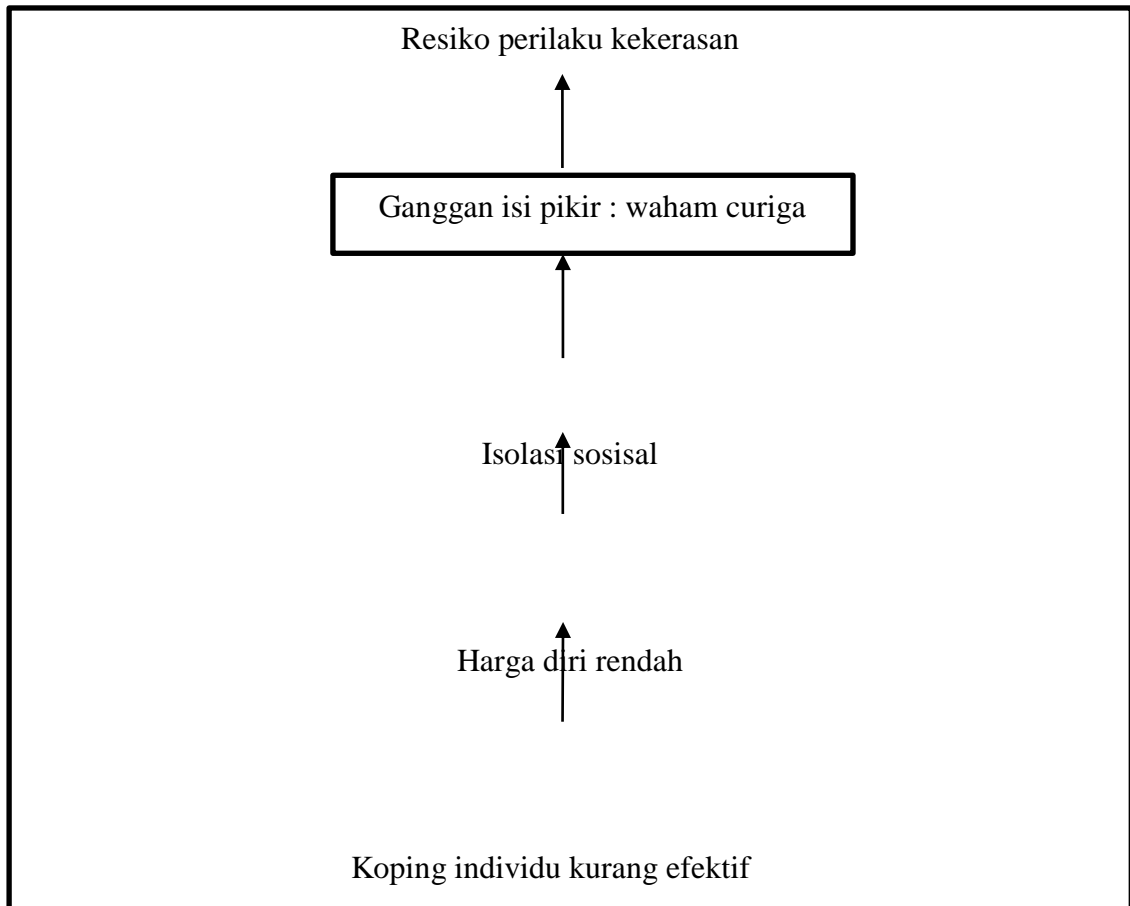 Resiko perilaku kekerasan
Ganggan isi pikir : waham curiga
Isolasi sosisal
Harga diri rendah
Koping individu kurang efektif